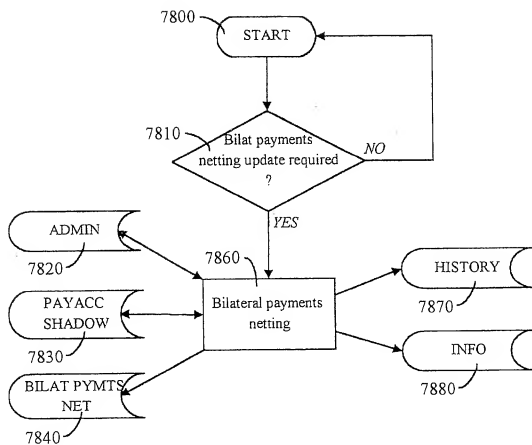 7800
START
7810
Bilat payments
netting update required
?
NO
YES
ADMIN
7820
7860
Bilateral payments
netting
PAYACC
SHADOW
7830
HISTORY
7870
BILAT PYMTS
NET
7840
INFO
7880